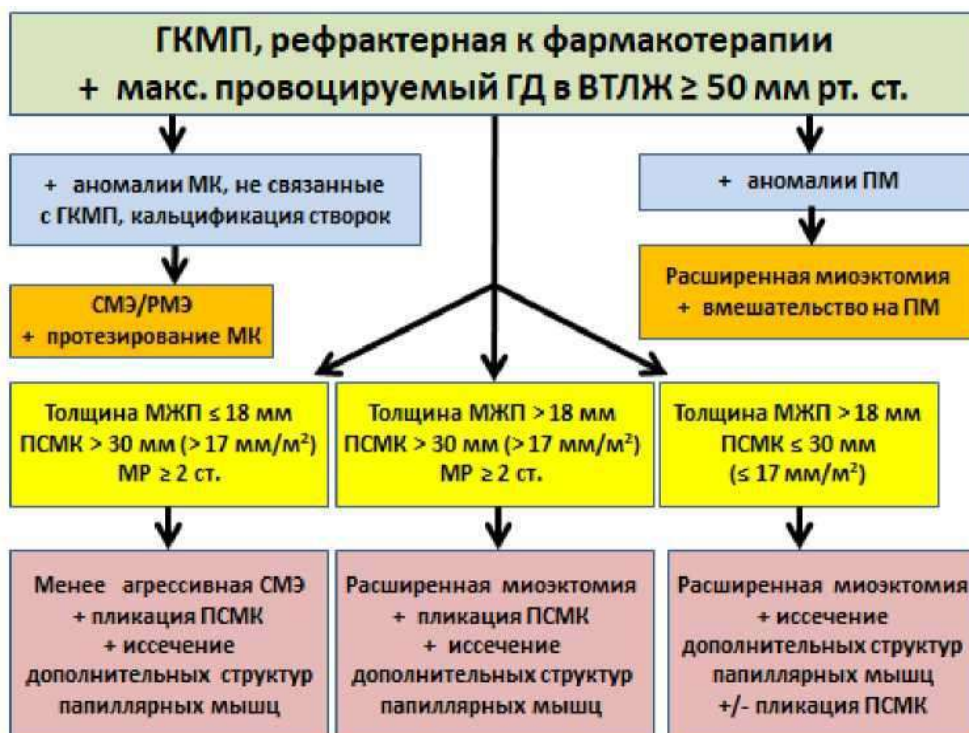 ГКМП, рефрактерная к фармакотерапии
+ макс. провоцируемый ГД в ВТЛЖ ≥ 50 мм рт. ст.
+ аномалии МК, не связанные
с ГКМП, кальцификация створок
+ аномалии ПМ
СМЭ/РМЭ
+ протезирование МК
Расширенная миоэктомия
+ вмешательство на ПМ
Толщина МЖП ≤ 18 мм
ПСМК > 30 мм (> 17 мм/м²)
МР ≥ 2 ст.
Толщина МЖП > 18 мм
ПСМК > 30 мм (> 17 мм/м²)
МР ≥ 2 ст.
Толщина МЖП > 18 мм
ПСМК ≤ 30 мм
(≤ 17 мм/м²)
Менее агрессивная СМЭ
+ пликация ПСМК
+ иссечение
дополнительных структур
папиллярных мышц
Расширенная миоэктомия
+ пликация ПСМК
+ иссечение
дополнительных структур
папиллярных мышц
Расширенная миоэктомия
+ иссечение
дополнительных структур
папиллярных мышц
+/- пликация ПСМК